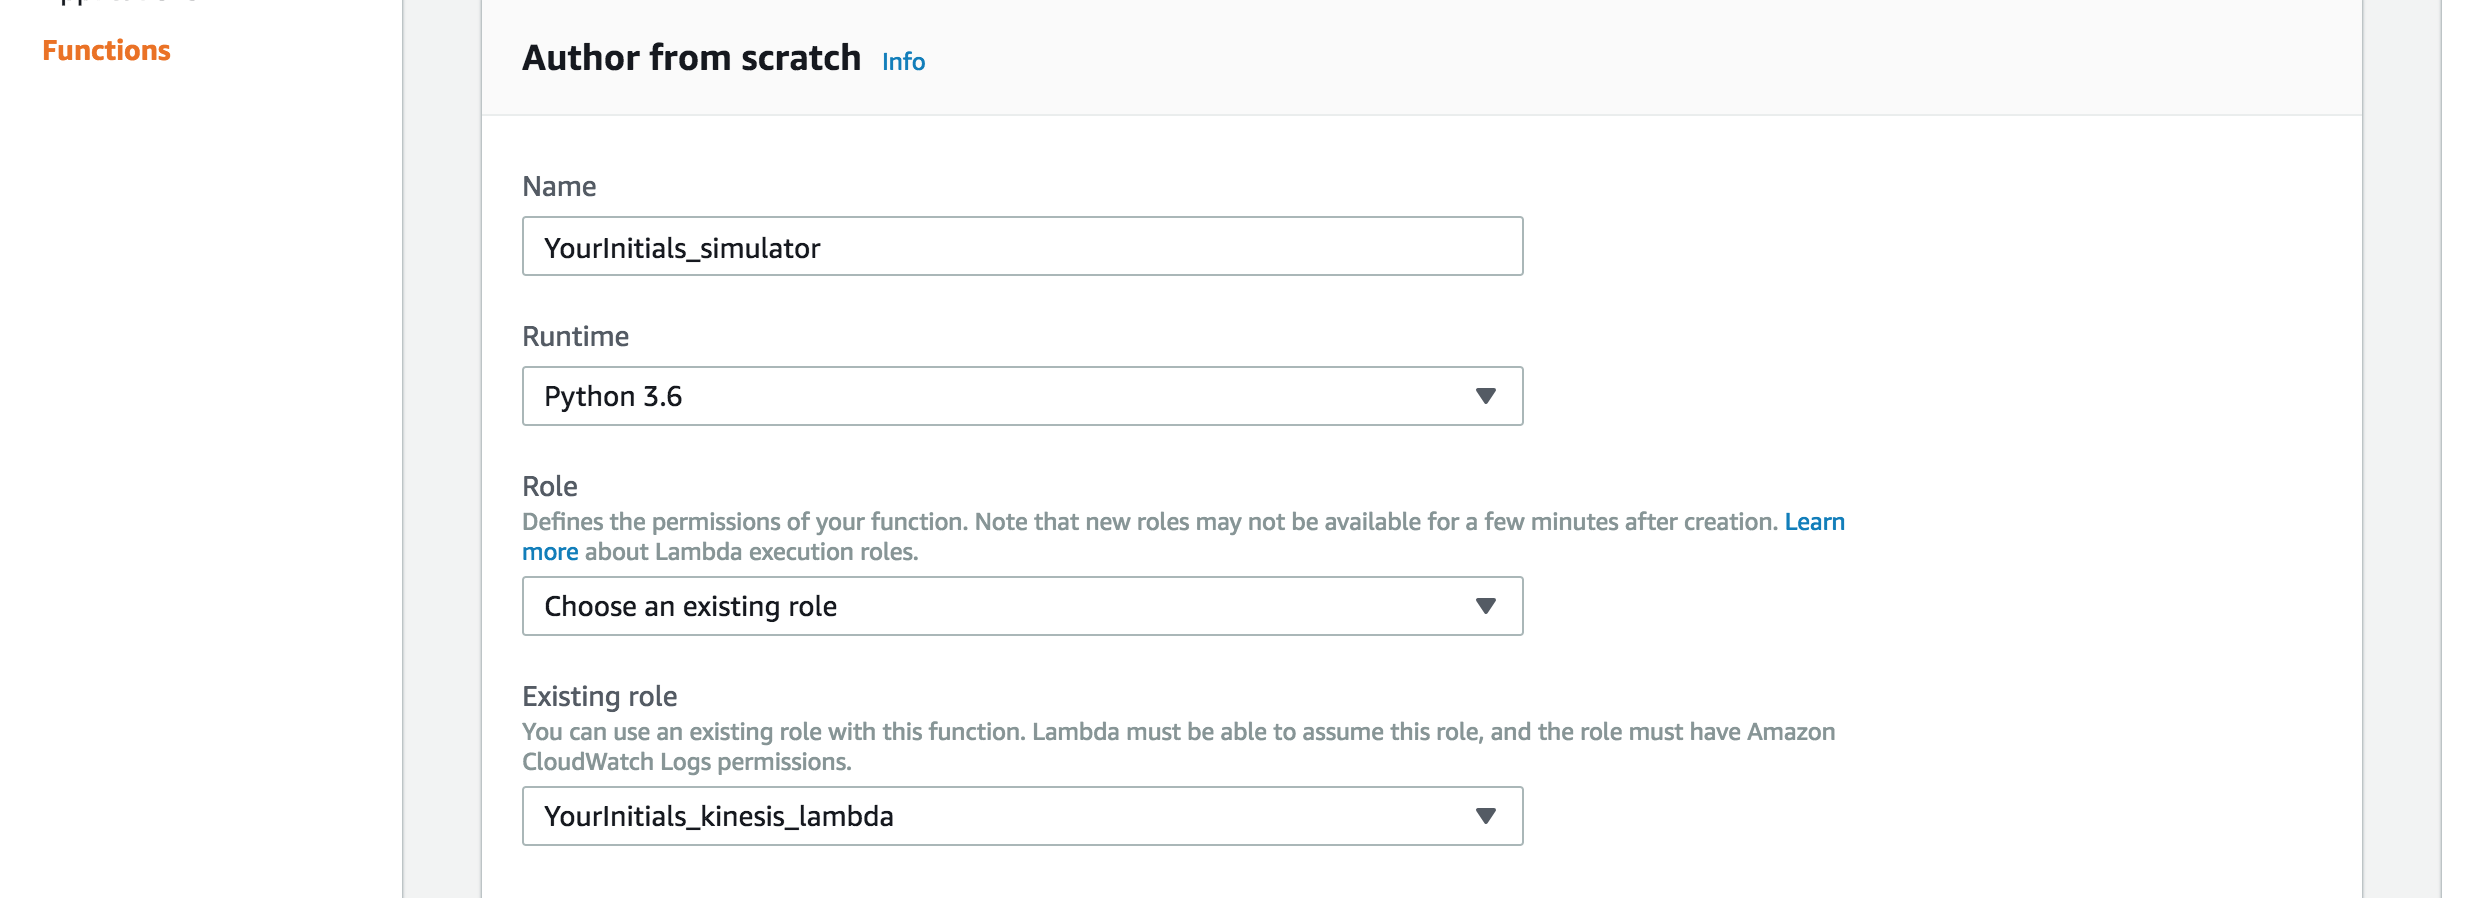 Functions
Author from scratch Info
Name
YourInitials_simulator
Runtime
Python 3.6
Role
Defines the permissions of your function. Note that new roles may not be available for a few minutes after creation. Learn
more about Lambda execution roles.
Choose an existing role
Existing role
You can use an existing role with this function. Lambda must be able to assume this role, and the role must have Amazon
CloudWatch Logs permissions.
YourInitials_kinesis_lambda